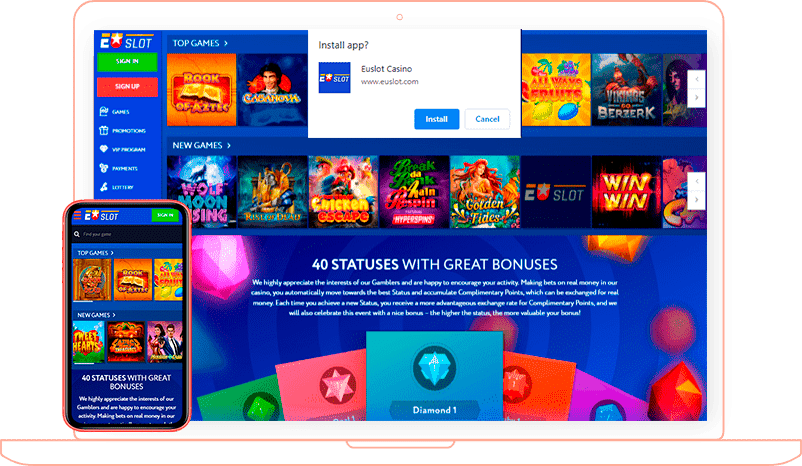 EU SLOT
SIGN IN
SIGN UP
GAMES
PROMOTIONS
VIP PROGRAM
PAYMENTS
LOTTERY
TOP GAMES >
BOOK OF AZTEC
CASANOVA
ALL WAYS FRUITS
VIKINGS GO BERZERK
Install app?
EU SLOT
Euslot Casino
www.euslot.com
Install
Cancel
NEW GAMES >
WOLF MOON RISING
CHICKEN ESCAPE
Break da Bank Again Respin
FEATURING
HYPERSPINS
Golden Tides
EU SLOT
WIN WIN
40 STATUSES WITH GREAT BONUSES
We highly appreciate the interests of our Gamblers and are happy to encourage your activity. Making bets on real money in our
casino, you automatically move towards the best Status and accumulate Complimentary Points, which can be exchanged for real
money. Each time you achieve a new Status, you receive a more advantageous exchange rate for Complimentary Points, and we
will also celebrate this event with a nice bonus – the higher the status, the more valuable your bonus!
Diamond 1
EU SLOT
SIGN IN
Find your game
TOP GAMES >
BOOK OF AZTEC
NEW GAMES >
SWEET HEARTS
40 STATUSES WITH GREAT
BONUSES
We highly appreciate the interests of our
Gamblers and are happy to encourage your
activity. Making bets on real money in our